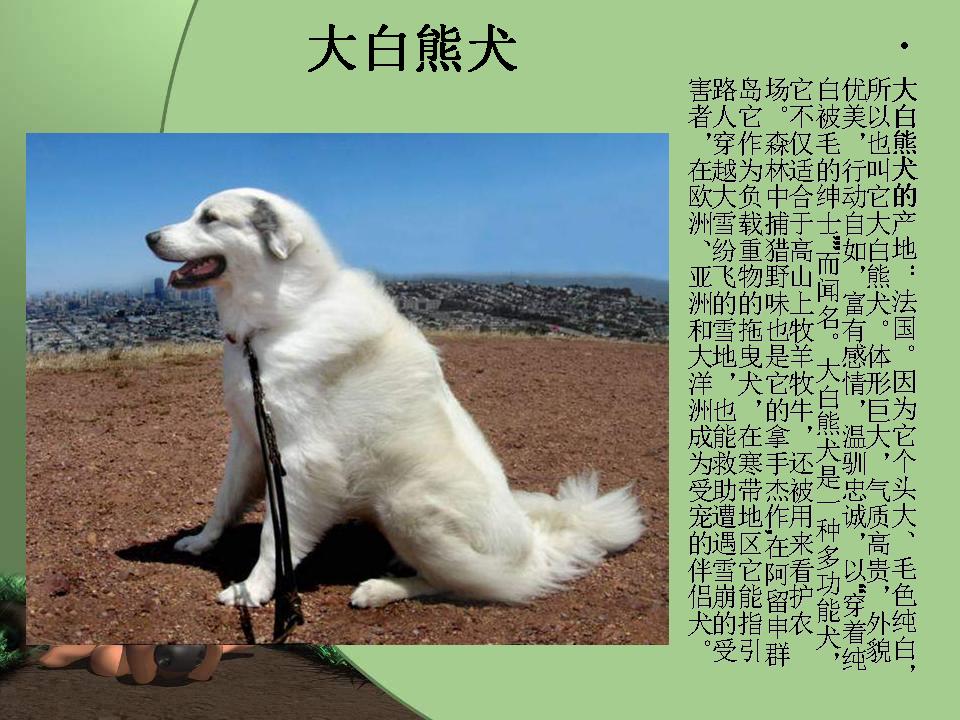 大白熊犬
• 大白熊犬的产地：法国。因为它个头大、毛色纯白，
所以也叫它大白熊犬。体形巨大，气质高贵，外貌
优美，行动自如，富有感情，温驯忠诚，以“穿着纯
白被毛的绅士”而闻名。大白熊犬是一种多功能犬，
它不仅适合于高山上牧羊牧牛，还被用来看护农
场。森林中捕猎野味也是它的拿手杰作,在阿留申群
岛它作为负载重物的拖曳犬，在寒带地区它能指引
路人穿越大雪纷飞的雪地，也能救助遭遇雪崩的受
害者，在欧洲、亚洲和大洋洲成为受宠的伴侣犬。